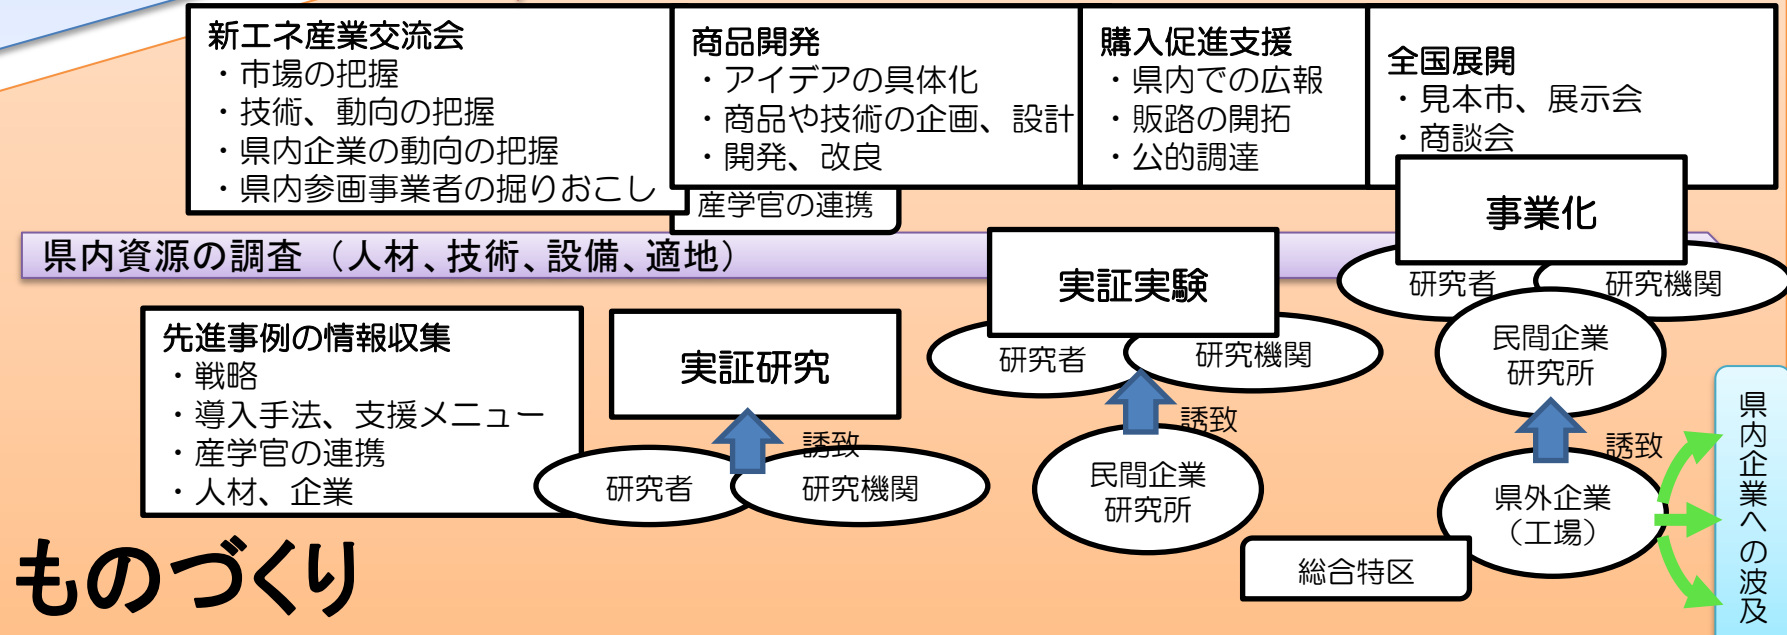 新エネ産業交流会
・市場の把握
・技術、動向の把握
・県内企業の動向の把握
・県内参画事業者の掘りおこし
商品開発
・アイデアの具体化
・商品や技術の企画、設計
・開発、改良
産学官の連携
購入促進支援
・県内での広報
・販路の開拓
・公的調達
全国展開
・見本市、展示会
・商談会
事業化
県内資源の調査（人材、技術、設備、適地）
実証実験
研究者
研究機関
民間企業
研究所
先進事例の情報収集
・戦略
・導入手法、支援メニュー
・産学官の連携
・人材、企業
実証研究
誘致
研究者
研究機関
研究者
研究機関
誘致
民間企業
研究所
誘致
県外企業
（工場）
総合特区
県内企業への波及
ものづくり